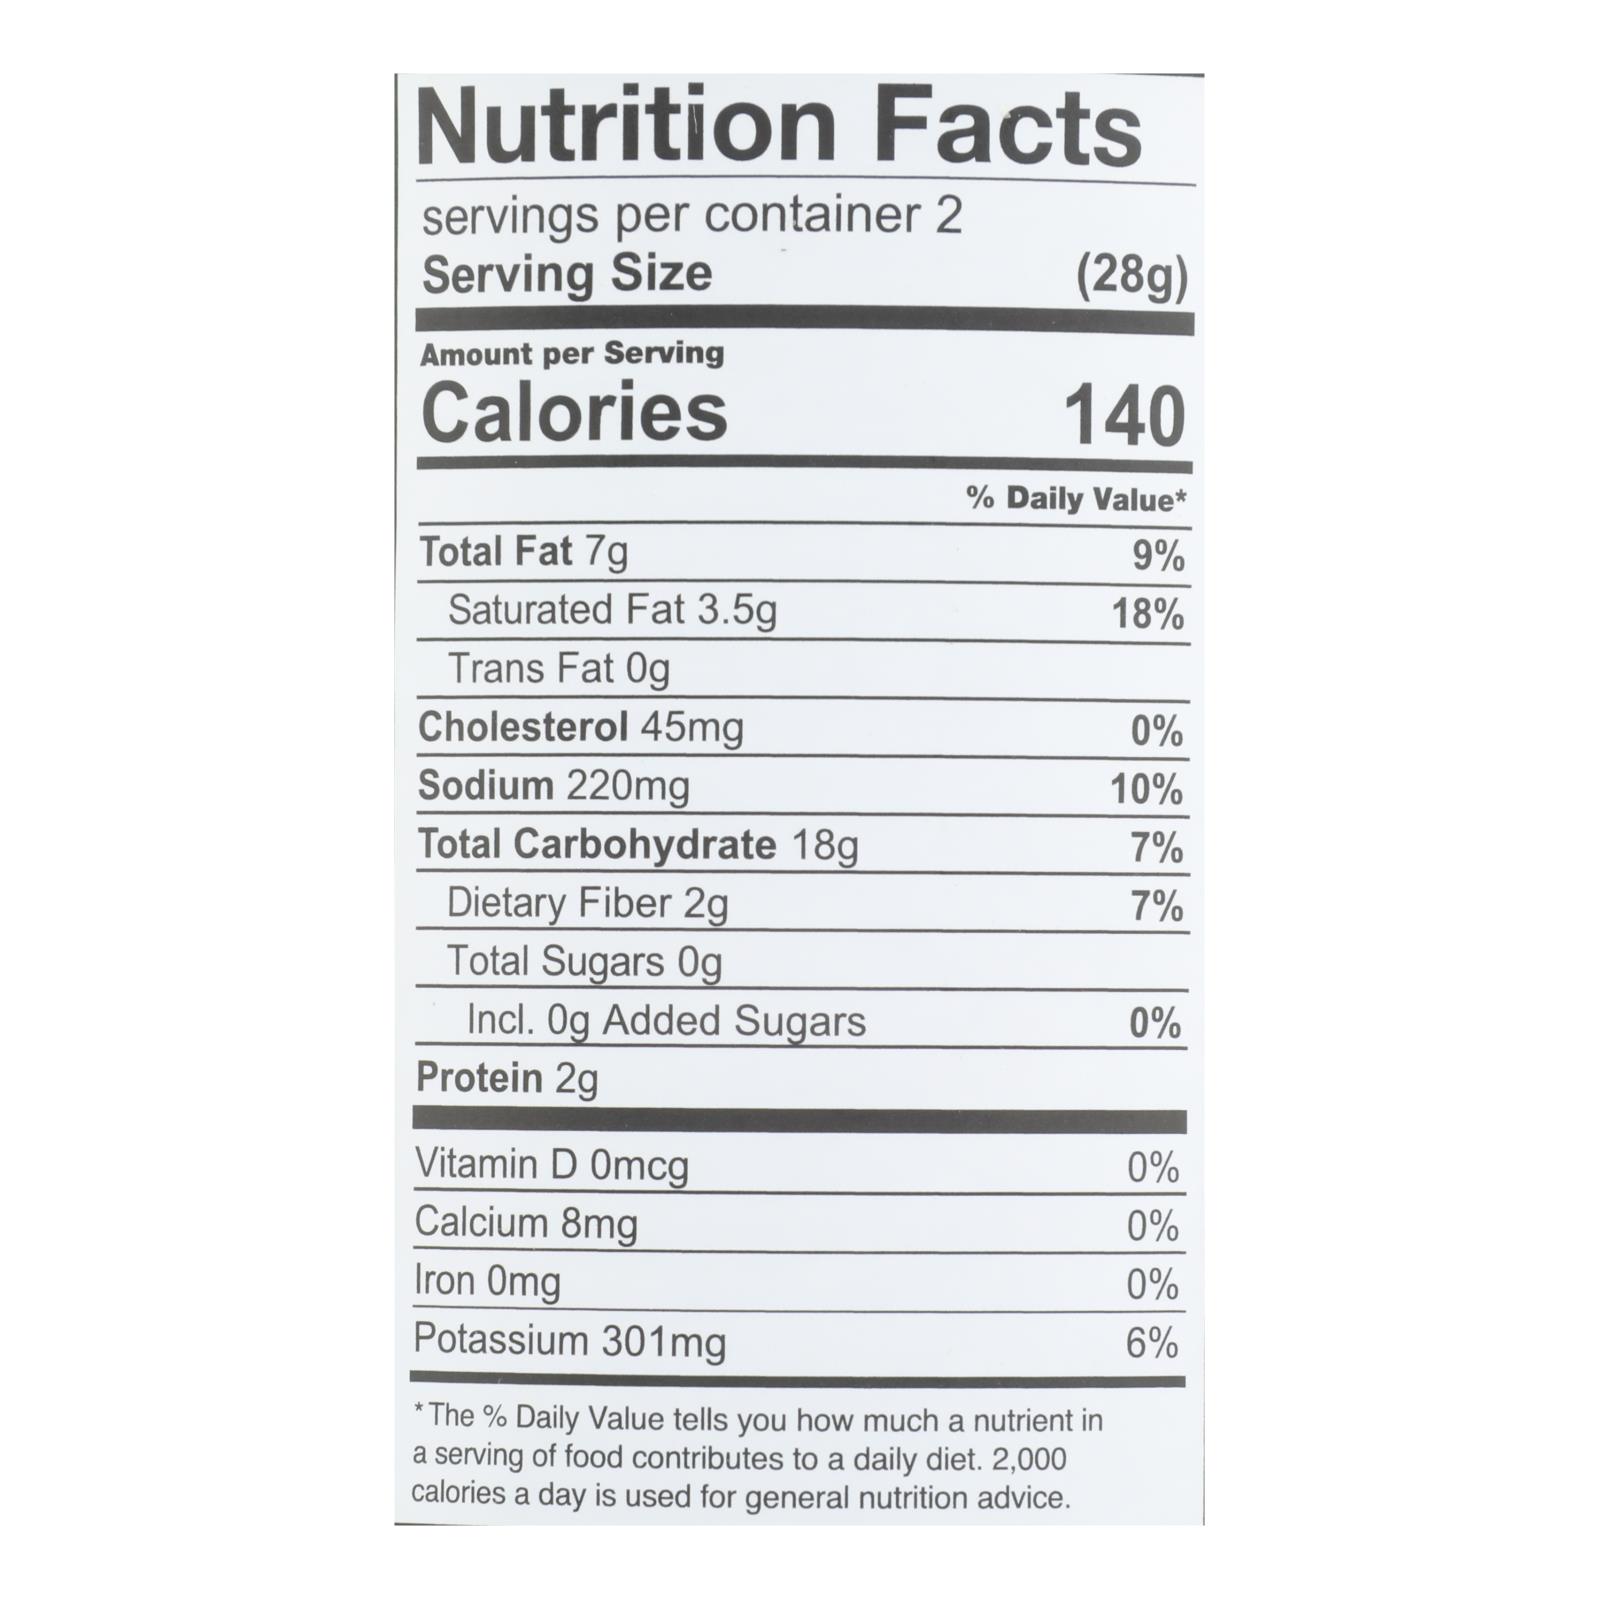 Nutrition Facts
servings per container 2
Serving Size (28g)
Amount per Serving
Calories 140
% Daily Value*
Total Fat 7g 9%
Saturated Fat 3.5g 18%
Trans Fat 0g
Cholesterol 45mg 0%
Sodium 220mg 10%
Total Carbohydrate 18g 7%
Dietary Fiber 2g 7%
Total Sugars 0g
Incl. 0g Added Sugars 0%
Protein 2g
Vitamin D 0mcg 0%
Calcium 8mg 0%
Iron 0mg 0%
Potassium 301mg 6%
*The % Daily Value tells you how much a nutrient in
a serving of food contributes to a daily diet. 2,000
calories a day is used for general nutrition advice.